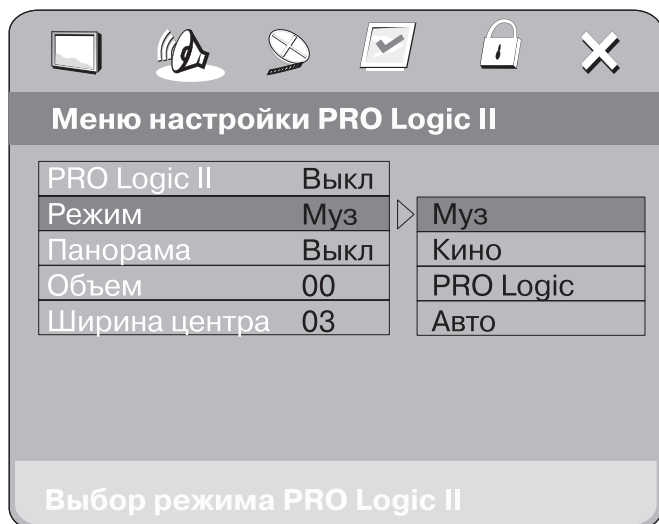 Меню настройки PRO Logic II
PRO Logic II Выкл
Режим Муз Муз
Панорама Выкл Кино
Объем 00 PRO Logic
Ширина центра 03 Авто
Выбор режима PRO Logic II